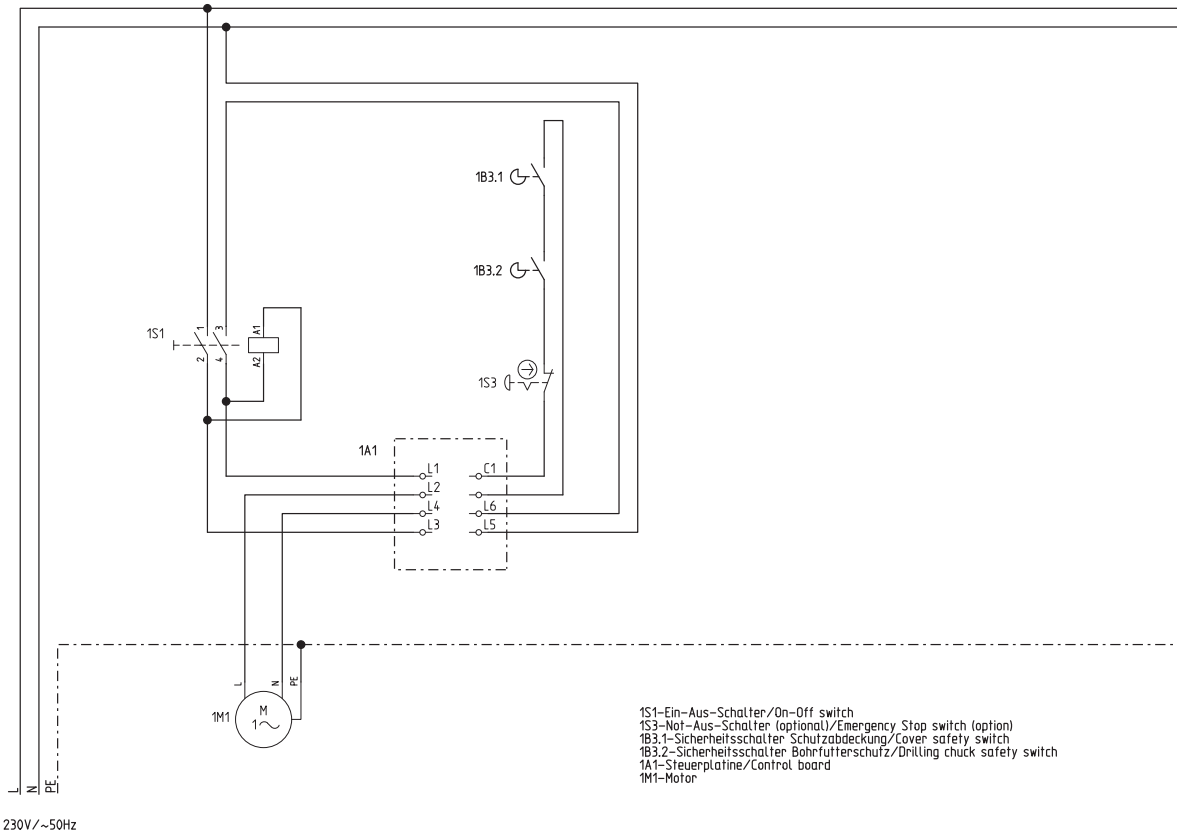 1B3.1
1B3.2
1S1
1
3
A1
2
4
A2
1S3
1A1
L1
C1
L2
L4
L6
L3
L5
L
N
PE
1M1
M
1~
1S1-Ein-Aus-Schalter/On-Off switch
1S3-Not-Aus-Schalter (optional)/Emergency Stop switch (option)
1B3.1-Sicherheitsschalter Schutzabdeckung/Cover safety switch
1B3.2-Sicherheitsschalter Bohrfutterschutz/Drilling chuck safety switch
1A1-Steuerplatine/Control board
1M1-Motor
L
N
PE
230V/~50Hz